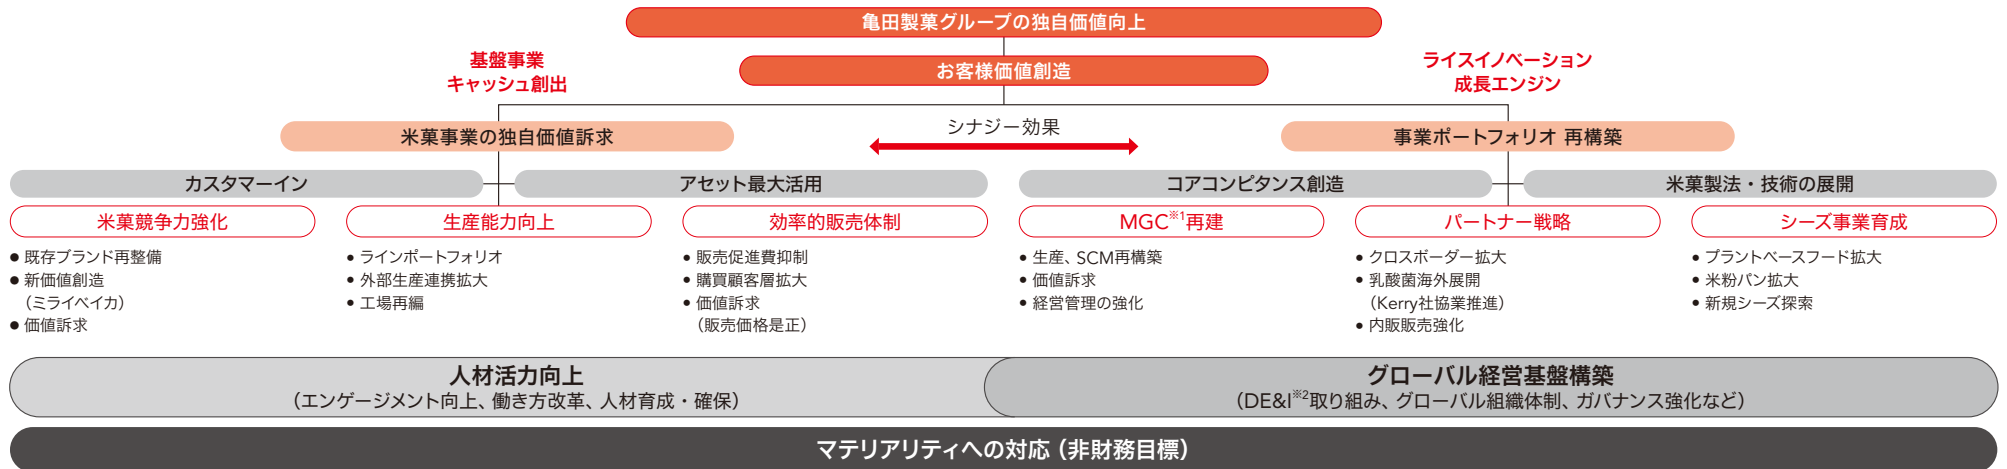 亀田製菓グループの独自価値向上
お客様価値創造
基盤事業
キャッシュ創出
ライスイノベーション
成長エンジン
米菓事業の独自価値訴求
シナジー効果
事業ポートフォリオ 再構築
カスタマーイン
アセット最大活用
コアコンピタンス創造
米菓製法・技術の展開
米菓競争力強化
● 既存ブランド再整備
● 新価値創造
（ミライベイカ）
● 価値訴求
生産能力向上
● ラインポートフォリオ
● 外部生産連携拡大
● 工場再編
効率的販売体制
● 販売促進費抑制
● 購買顧客層拡大
● 価値訴求
（販売価格是正）
MGC※1再建
● 生産、SCM再構築
● 価値訴求
● 経営管理の強化
パートナー戦略
● クロスボーダー拡大
● 乳酸菌海外展開
（Kerry社協業推進）
● 内販販売強化
シーズ事業育成
● プラントベースフード拡大
● 米粉パン拡大
● 新規シーズ探索
人材活力向上
（エンゲージメント向上、働き方改革、人材育成・確保）
グローバル経営基盤構築
（DE&I※2取り組み、グローバル組織体制、ガバナンス強化など）
マテリアリティへの対応（非財務目標）